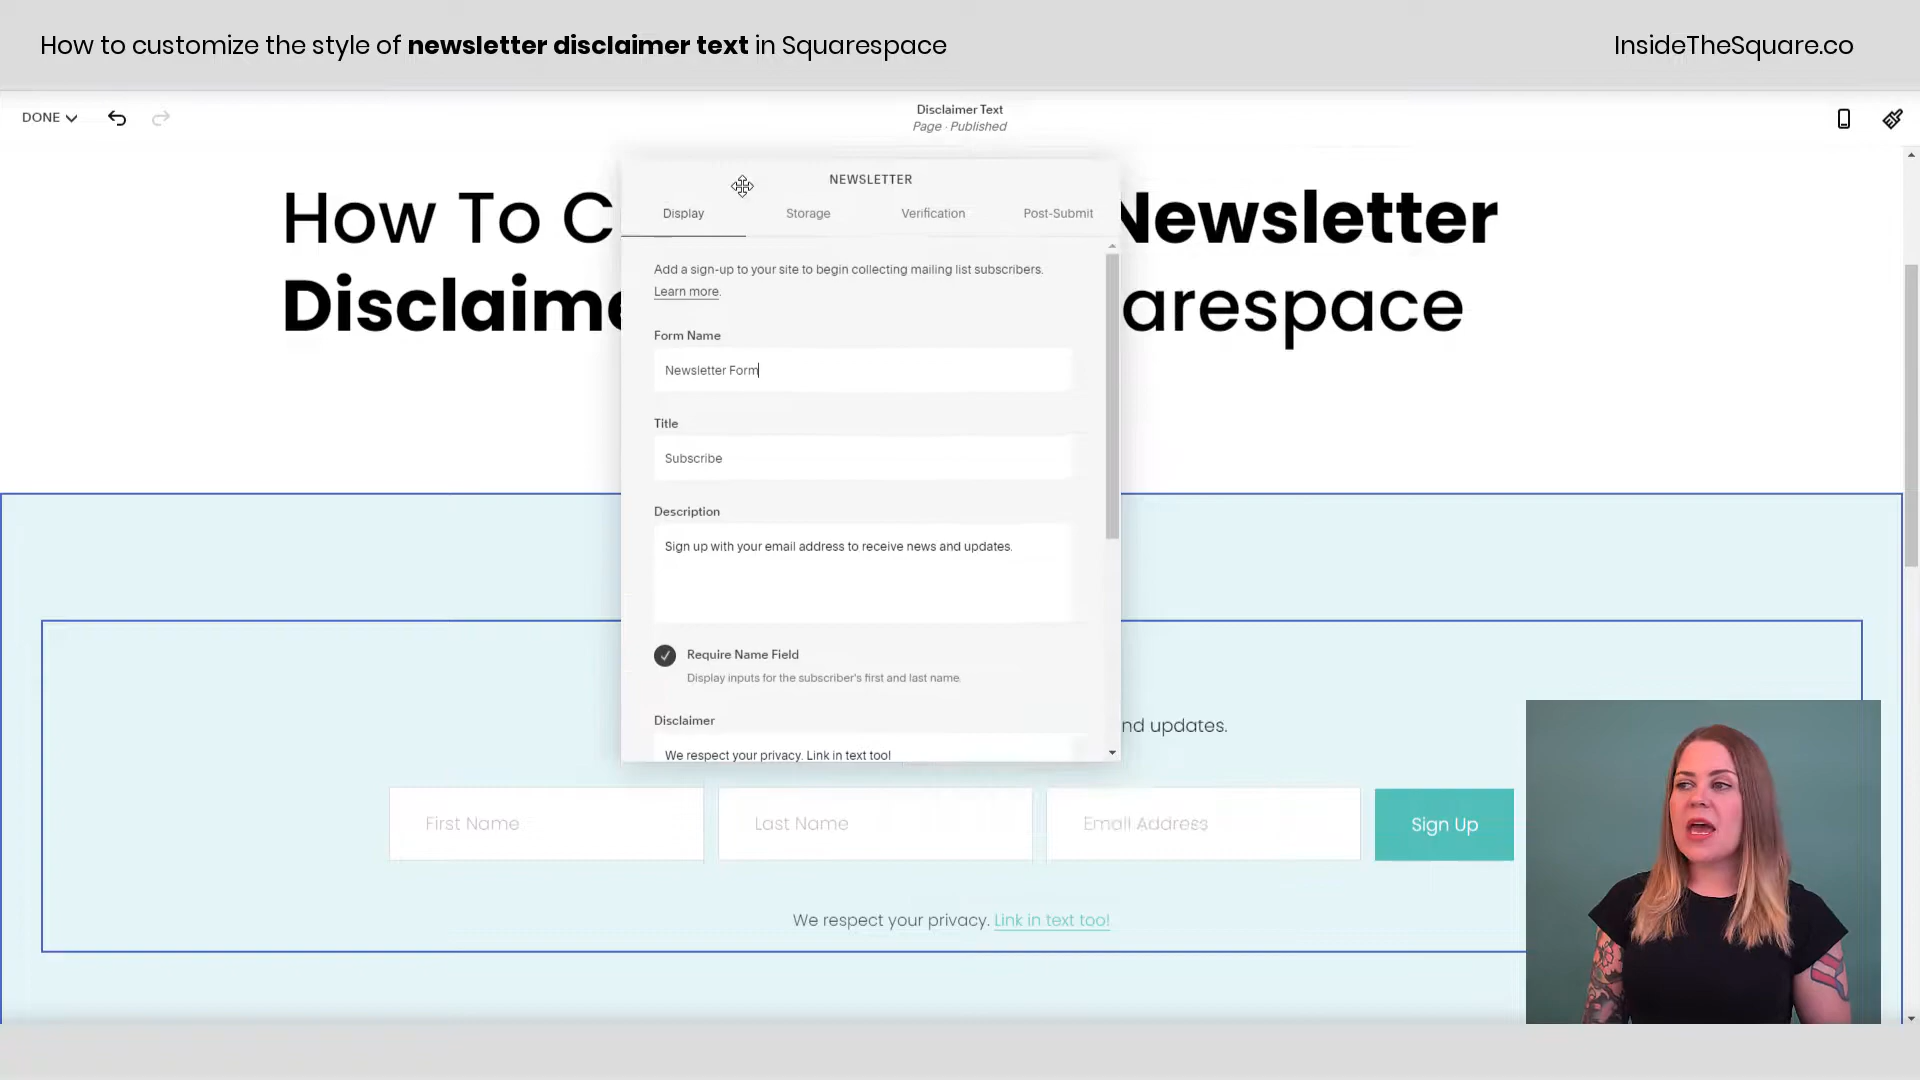 How to customize the style of newsletter disclaimer text in Squarespace
InsideTheSquare.co
DONE
Disclaimer Text
Page · Published
How To C
Newsletter
Disclaime
arespace
NEWSLETTER
Display
Storage
Verification
Post-Submit
Add a sign-up to your site to begin collecting mailing list subscribers.
Learn more.
Form Name
Newsletter Form
Title
Subscribe
Description
Sign up with your email address to receive news and updates.
Require Name Field
Display inputs for the subscriber's first and last name.
Disclaimer
We respect your privacy. Link in text too!
nd updates.
First Name
Last Name
Email Address
Sign Up
We respect your privacy. Link in text too!